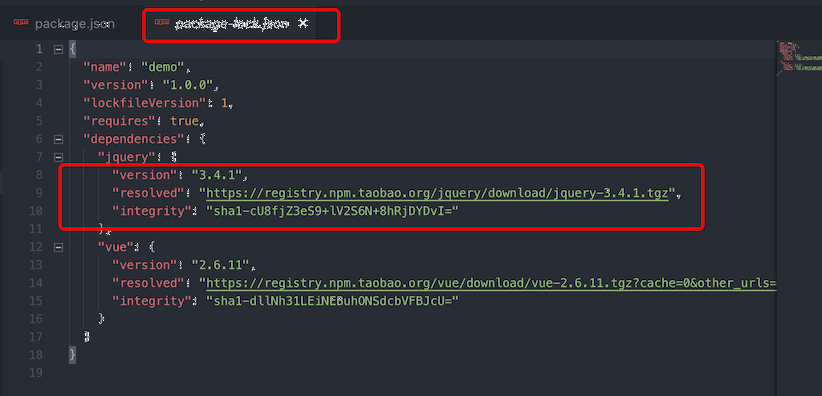 package.json
package-lock.json
1 {
2 "name": "demo",
3 "version": "1.0.0",
4 "lockfileVersion": 1,
5 "requires": true,
6 "dependencies": {
7 "jquery": {
8 "version": "3.4.1",
9 "resolved": "https://registry.npm.taobao.org/jquery/download/jquery-3.4.1.tgz",
10 "integrity": "sha1-cU8fjZ3eS9+lV2S6N+8hRjDYDvI="
11 },
12 "vue": {
13 "version": "2.6.11",
14 "resolved": "https://registry.npm.taobao.org/vue/download/vue-2.6.11.tgz?cache=0&other_urls=
15 "integrity": "sha1-dllNh31LEiNEBuhONSdcbVFBJcU="
16 }
17 }
18 }
19